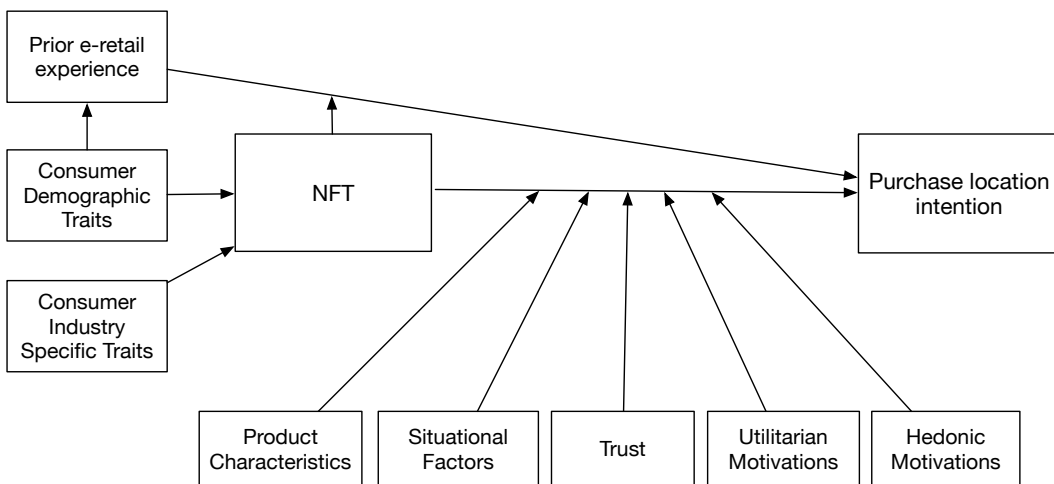 Prior e-retail
experience
Consumer
Demographic
Traits
NFT
Purchase location
intention
Consumer
Industry
Specific Traits
Product
Characteristics
Situational
Factors
Trust
Utilitarian
Motivations
Hedonic
Motivations